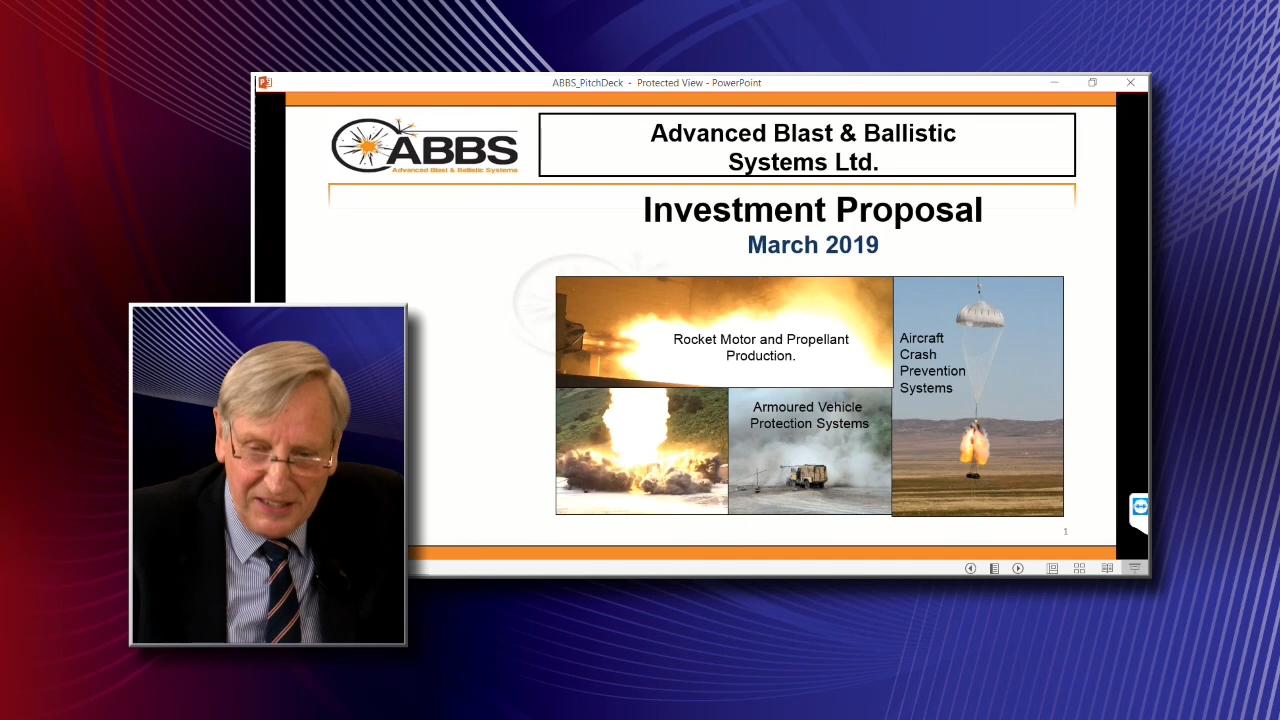 ABBS_PitchDeck - Protected View - PowerPoint
ABBS
Advanced Blast & Ballistic Systems
Advanced Blast & Ballistic
Systems Ltd.
Investment Proposal
March 2019
Rocket Motor and Propellant
Production.
Aircraft
Crash
Prevention
Systems
Armoured Vehicle
Protection Systems
1